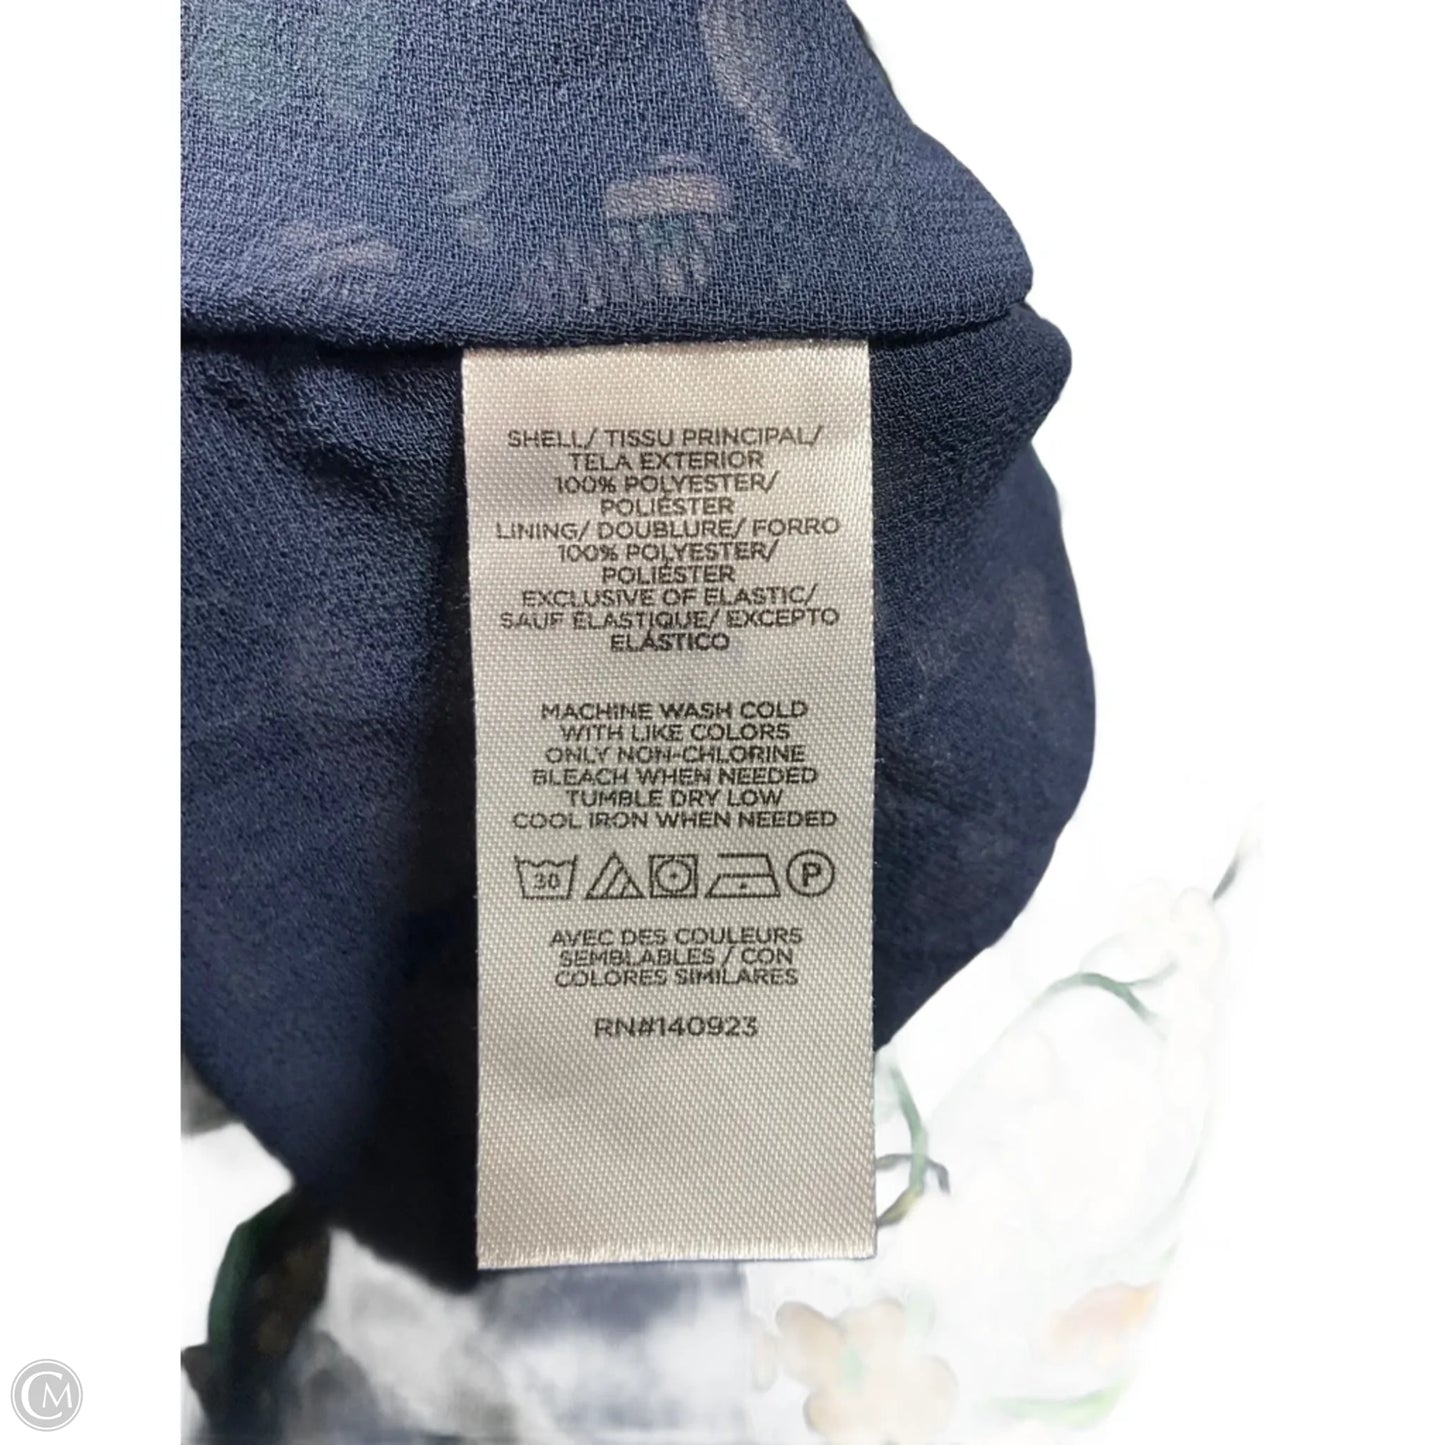 SHELL/ TISSU PRINCIPAL/
TELA EXTERIOR
100% POLYESTER/
POLIÉSTER
LINING/ DOUBLURE/ FORRO
100% POLYESTER/
POLIÉSTER
EXCLUSIVE OF ELASTIC/
SAUF ÉLASTIQUE/ EXCEPTO
ELÁSTICO
MACHINE WASH COLD
WITH LIKE COLORS
ONLY NON-CHLORINE
BLEACH WHEN NEEDED
TUMBLE DRY LOW
COOL IRON WHEN NEEDED
30 P
AVEC DES COULEURS
SEMBLABLES / CON
COLORES SIMILARES
RN#140923
CM